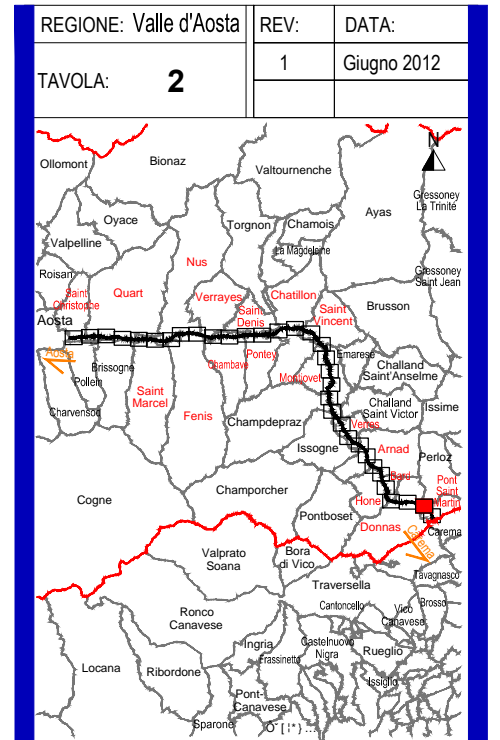 REGIONE: Valle d'Aosta
REV:
DATA:
1
Giugno 2012
TAVOLA:
2
N
Ollomont
Bionaz
Valtournenche
Gressoney
La Trinité
Ayas
Oyace
Torgnon
Chamois
Valpelline
La Magdeleine
Nus
Roisan
Gressoney
Saint Jean
Saint
Christophe
Quart
Verrayes
Chatillon
Saint
Denis
Saint
Vincent
Brusson
Aosta
Aosta
Brissogne
Chambave
Pontey
Emarese
Challand
Saint'Anselme
Pollein
Saint
Marcel
Montjovet
Charvensod
Fenis
Champdepraz
Challand
Saint Victor
Issime
Verres
Issogne
Arnad
Perloz
Bard
Pont
Saint
Martin
Cogne
Champorcher
Hone
Pontboset
Donnas
Carema
Carema
Valprato
Soana
Bora
di Vico
Tavagnasco
Traversella
Ronco
Canavese
Cantoncello
Vico
Canavese
Brosso
Ingria
Castelnuovo
Nigra
Rueglio
Frassinetto
Locana
Ribordone
Issiglio
Pont-
Canavese
Sparone